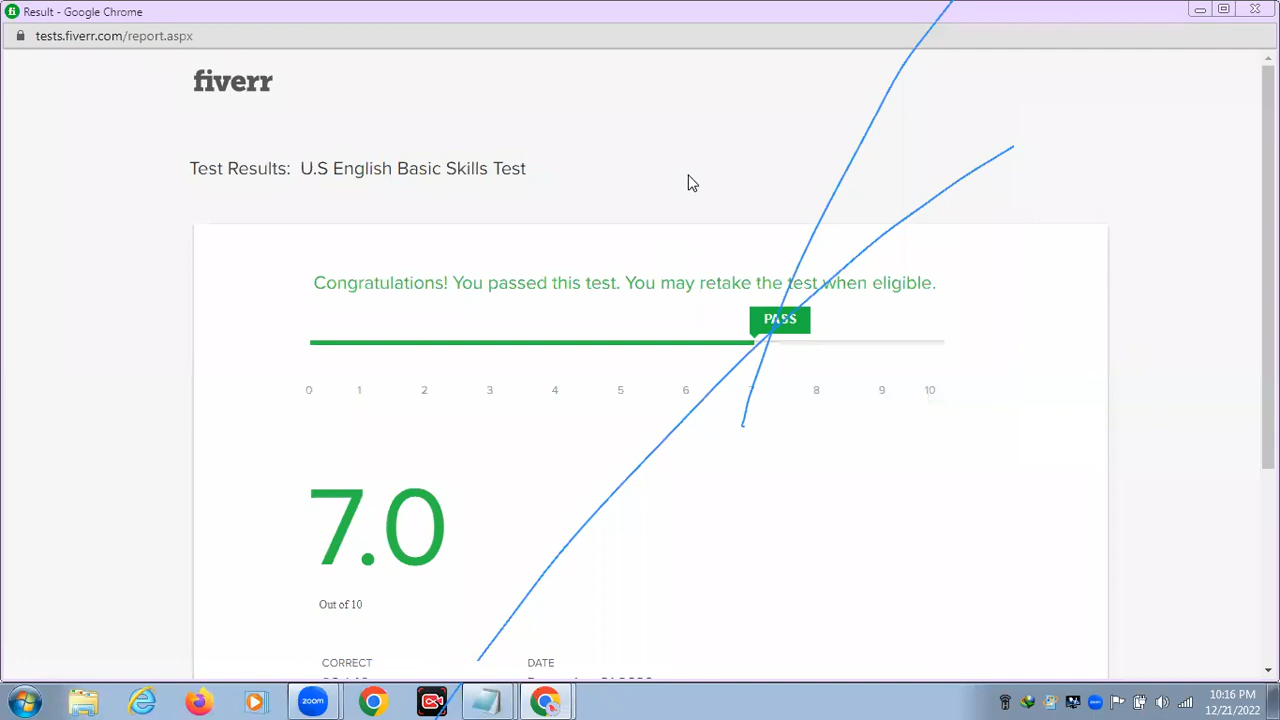 Result - Google Chrome
tests.fiverr.com/report.aspx
fiverr
Test Results: U.S English Basic Skills Test
Congratulations! You passed this test. You may retake the test when eligible.
PASS
0 1 2 3 4 5 6 7 8 9 10
7.0
Out of 10
CORRECT DATE
zoom
10:16 PM
12/21/2022